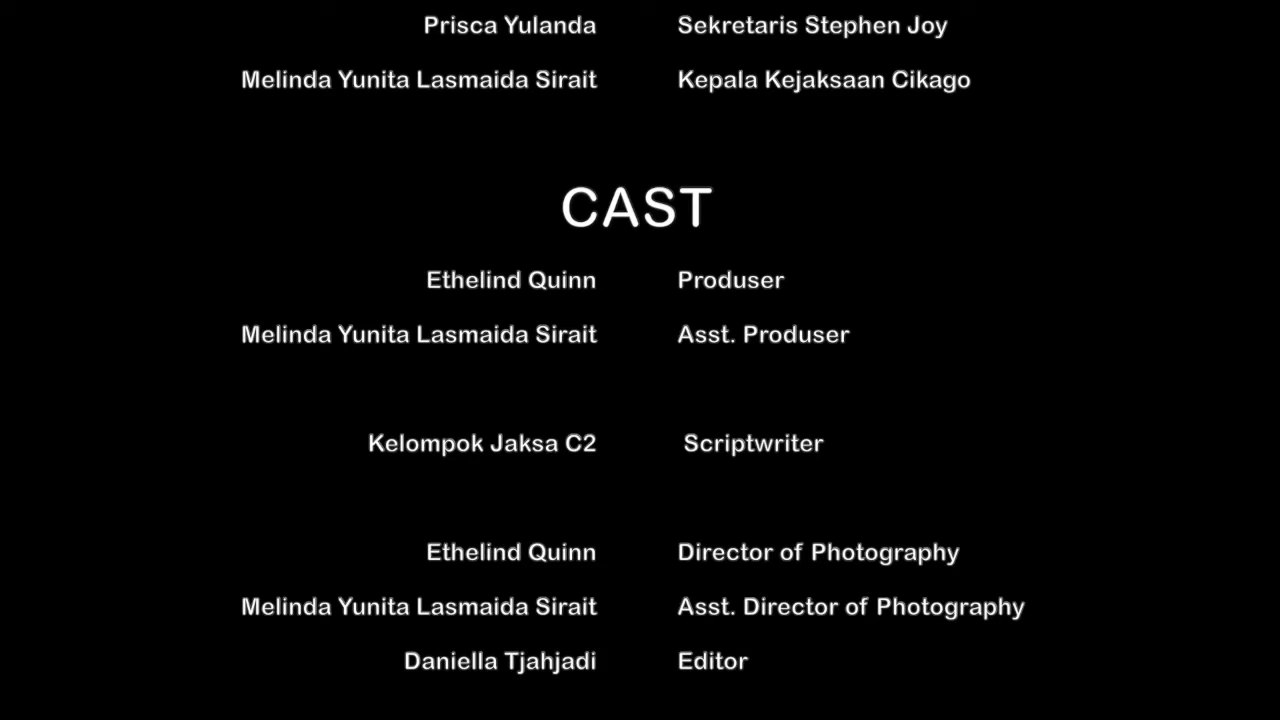 Prisca Yulanda Sekretaris Stephen Joy
Melinda Yunita Lasmaida Sirait Kepala Kejaksaan Cikago
CAST
Ethelind Quinn Produser
Melinda Yunita Lasmaida Sirait Asst. Produser
Kelompok Jaksa C2 Scriptwriter
Ethelind Quinn Director of Photography
Melinda Yunita Lasmaida Sirait Asst. Director of Photography
Daniella Tjahjadi Editor